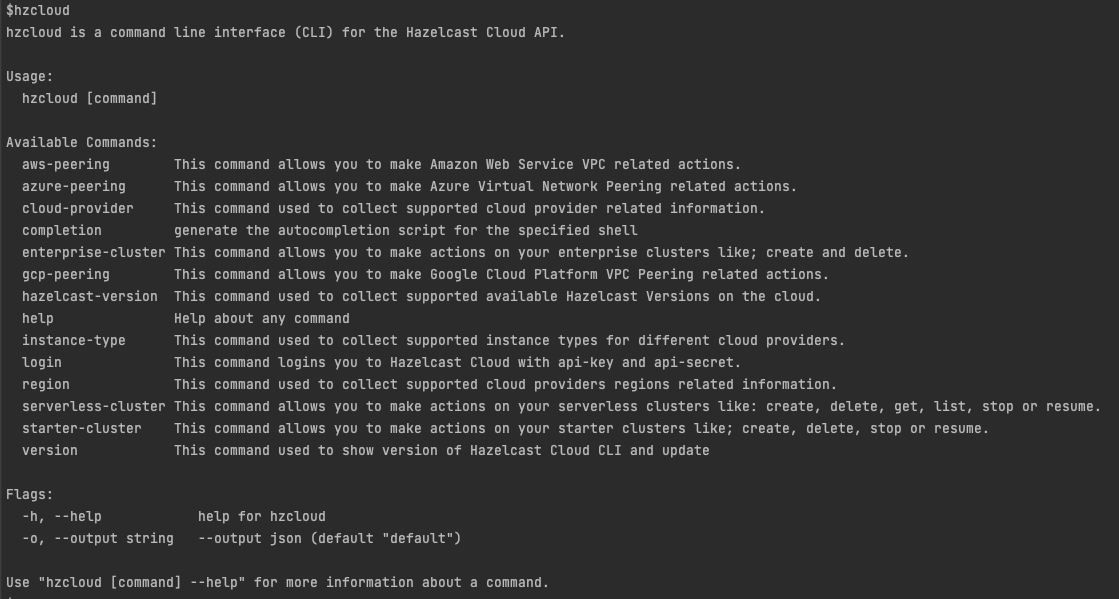 $hzcloud
hzcloud is a command line interface (CLI) for the Hazelcast Cloud API.
Usage:
hzcloud [command]
Available Commands:
aws-peering This command allows you to make Amazon Web Service VPC related actions.
azure-peering This command allows you to make Azure Virtual Network Peering related actions.
cloud-provider This command used to collect supported cloud provider related information.
completion generate the autocompletion script for the specified shell
enterprise-cluster This command allows you to make actions on your enterprise clusters like; create and delete.
gcp-peering This command allows you to make Google Cloud Platform VPC Peering related actions.
hazelcast-version This command used to collect supported available Hazelcast Versions on the cloud.
help Help about any command
instance-type This command used to collect supported instance types for different cloud providers.
login This command logins you to Hazelcast Cloud with api-key and api-secret.
region This command used to collect supported cloud providers regions related information.
serverless-cluster This command allows you to make actions on your serverless clusters like: create, delete, get, list, stop or resume.
starter-cluster This command allows you to make actions on your starter clusters like; create, delete, stop or resume.
version This command used to show version of Hazelcast Cloud CLI and update
Flags:
-h, --help help for hzcloud
-o, --output string --output json (default "default")
Use "hzcloud [command] --help" for more information about a command.